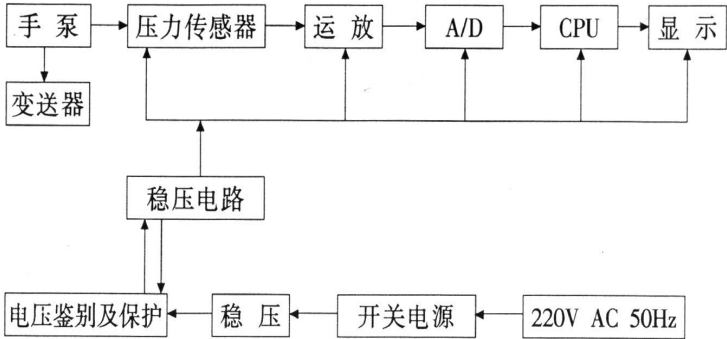 手泵
压力传感器
运放
A/D
CPU
显示
变送器
稳压电路
电压鉴别及保护
稳压
开关电源
220V AC 50Hz